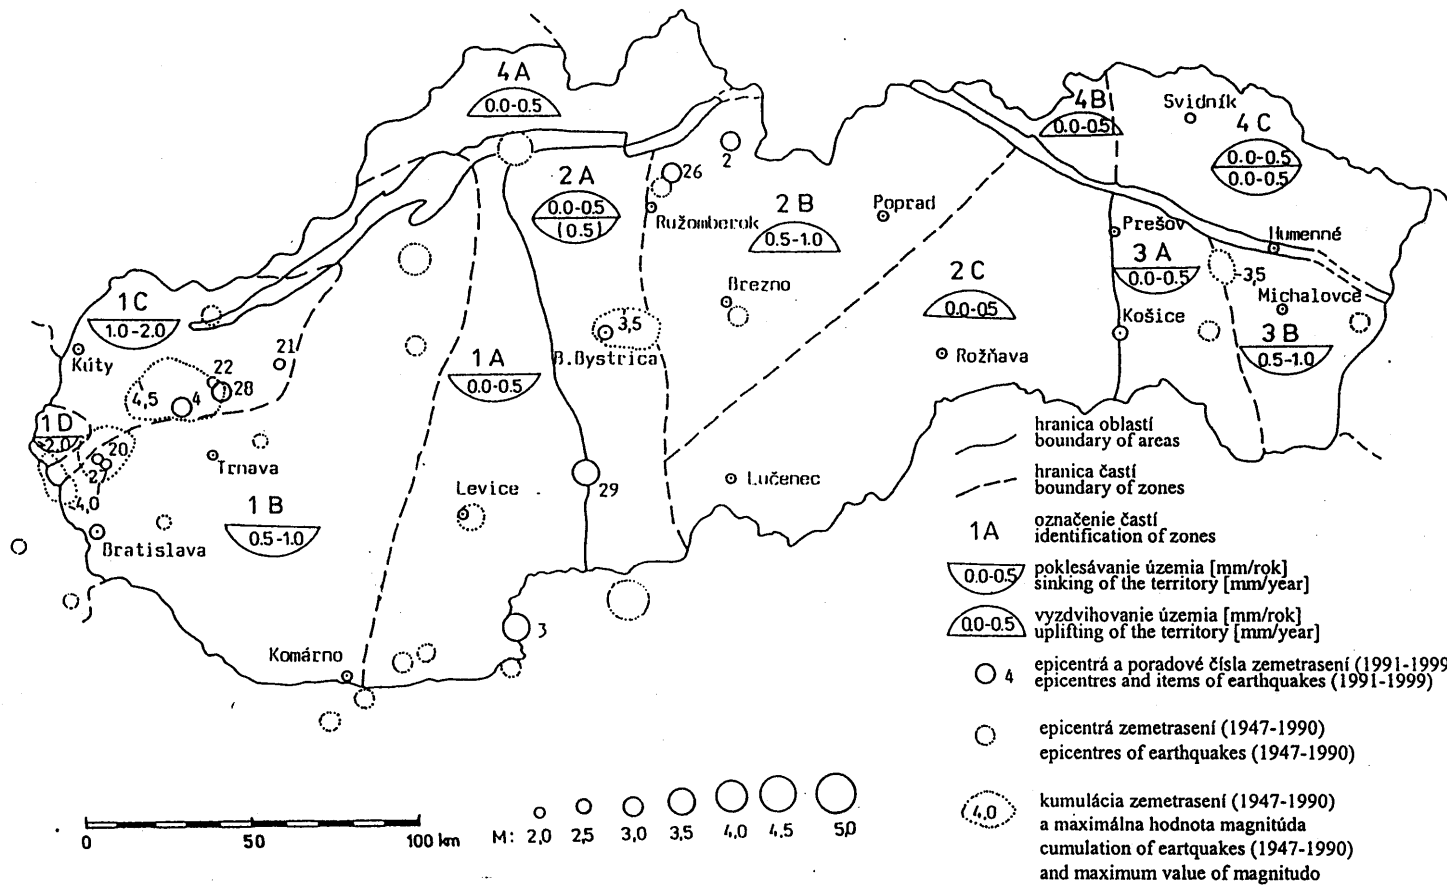 4 A
0.0-0.5
4B
0.0-0.5
Svidník
4 C
0.0-0.5
0.0-0.5
2
26
2 A
0.0-0.5
(0.5)
Ružomberok
2 B
0.5-1.0
Poprad
Prešov
3 A
0.0-0.5
Humenné
3,5
Michalovce
1 C
1.0-2.0
Kúty
21
22
28
4
4,5
1 A
0.0-0.5
3,5
B.Bystrica
Brezno
2 C
0.0-05
Rožňava
Košice
3 B
0.5-1.0
1 D
-2.0
20
2
4,0
Trnava
1 B
0.5-1.0
Bratislava
Levice
29
Lučenec
3
Komárno
hranica oblastí
boundary of areas
hranica častí
boundary of zones
1A
označenie častí
identification of zones
0.0-0.5
poklesávanie územia [mm/rok]
sinking of the territory [mm/year]
0.0-0.5
vyzdvihovanie územia [mm/rok]
uplifting of the territory [mm/year]
4
epicentrá a poradové čísla zemetrasení (1991-1999
epicentres and items of earthquakes (1991-1999)
epicentrá zemetrasení (1947-1990)
epicentres of earthquakes (1947-1990)
4,0
kumulácia zemetrasení (1947-1990)
a maximálna hodnota magnitúda
cumulation of eartquakes (1947-1990)
and maximum value of magnitudo
0 50 100 km
M: 2,0 2,5 3,0 3,5 4,0 4,5 5,0